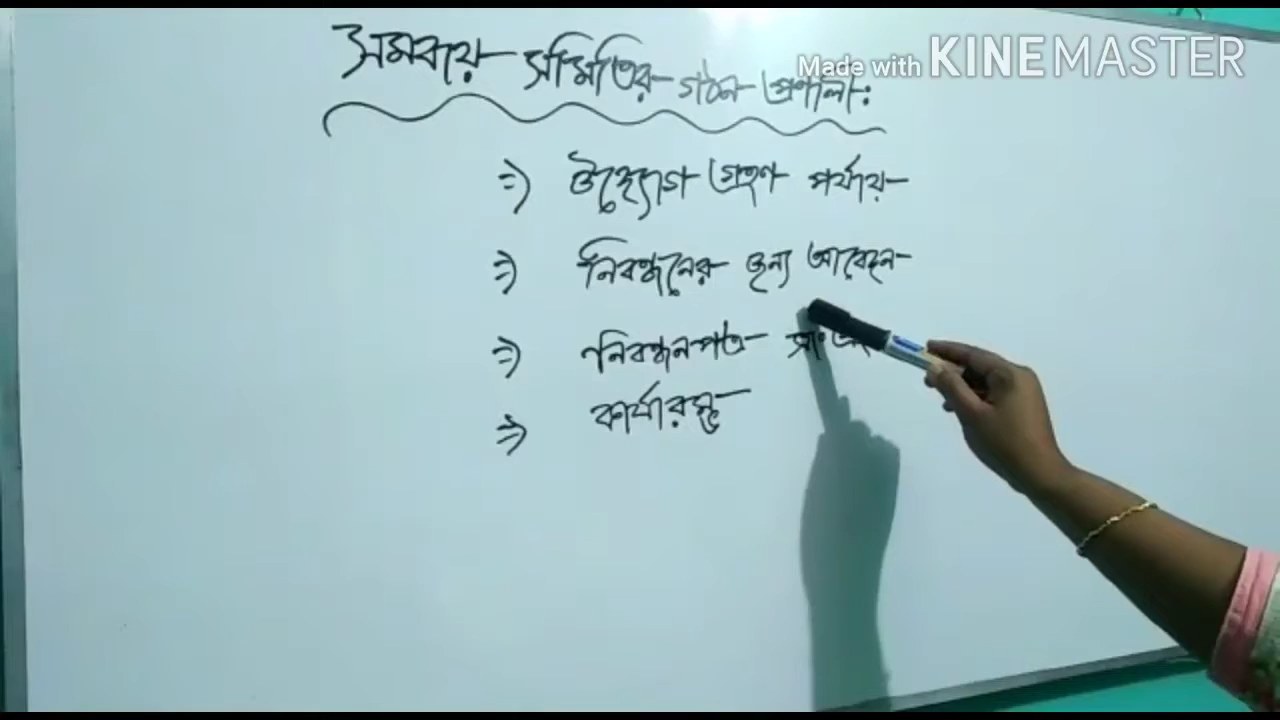 Made with KINEMASTER
সমবায় সমিতির গঠন প্রণালী:
=> উদ্যোগ গ্রহণ পর্যায়
=> নিবন্ধনের জন্য আবেদন
=> নিবন্ধনপত্র
=> কার্যারম্ভ